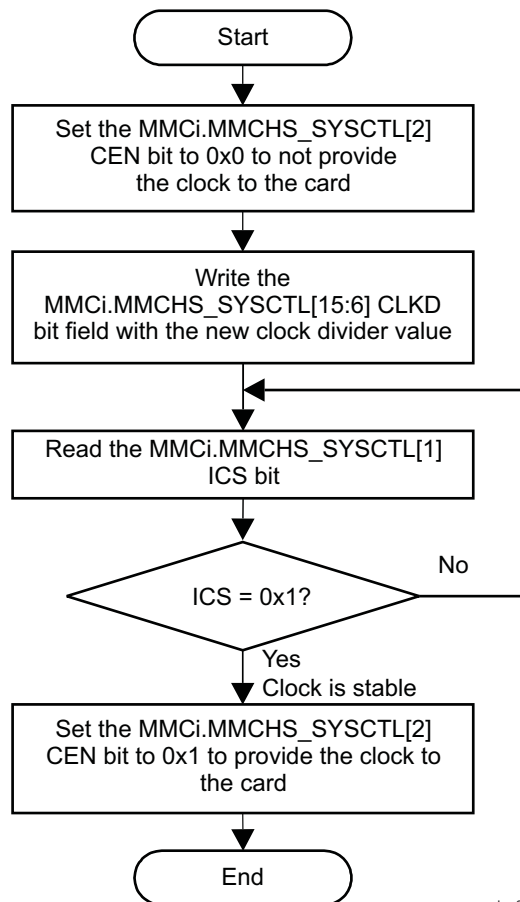 Start
Set the MMCi.MMCHS_SYSCTL[2]
CEN bit to 0x0 to not provide
the clock to the card
Write the
MMCi.MMCHS_SYSCTL[15:6] CLKD
bit field with the new clock divider value
Read the MMCi.MMCHS_SYSCTL[1]
ICS bit
ICS = 0x1?
No
Yes
Clock is stable
Set the MMCi.MMCHS_SYSCTL[2]
CEN bit to 0x1 to provide the clock to
the card
End